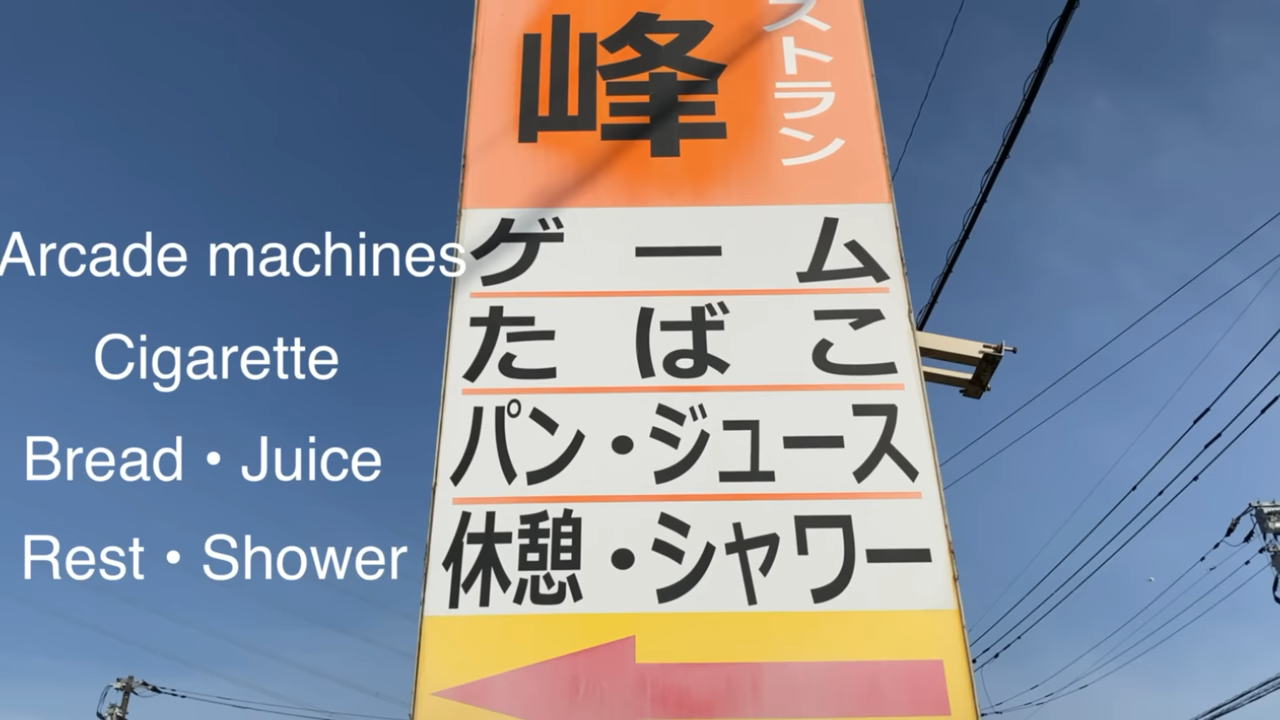 峰
ストラン
Arcade machines
ゲーム
Cigarette
たばこ
Bread • Juice
パン・ジュース
Rest • Shower
休憩・シャワー